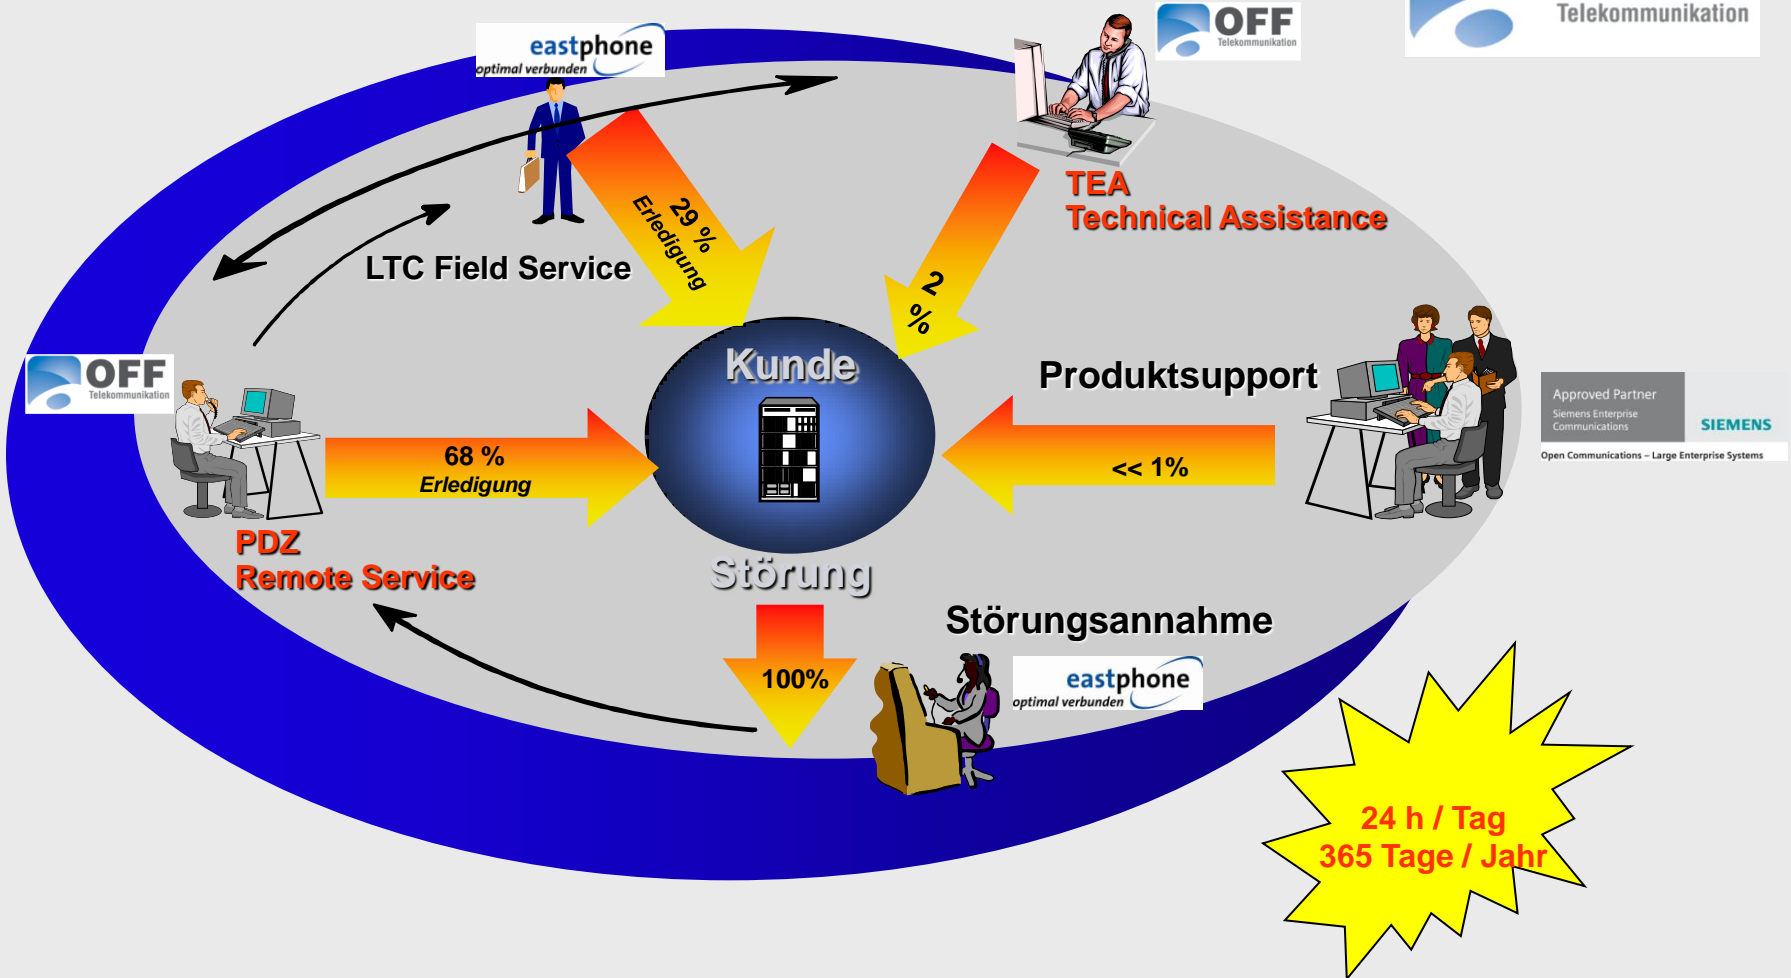 eastphone
optimal verbunden
OFF
Telekommunikation
Telekommunikation
TEA
Technical Assistance
29 %
Erledigung
LTC Field Service
2
%
OFF
Telekommunikation
Kunde
Produktsupport
Approved Partner
Siemens Enterprise
Communications
SIEMENS
Open Communications – Large Enterprise Systems
68 %
Erledigung
<< 1%
PDZ
Remote Service
Störung
Störungsannahme
100%
eastphone
optimal verbunden
24 h / Tag
365 Tage / Jahr